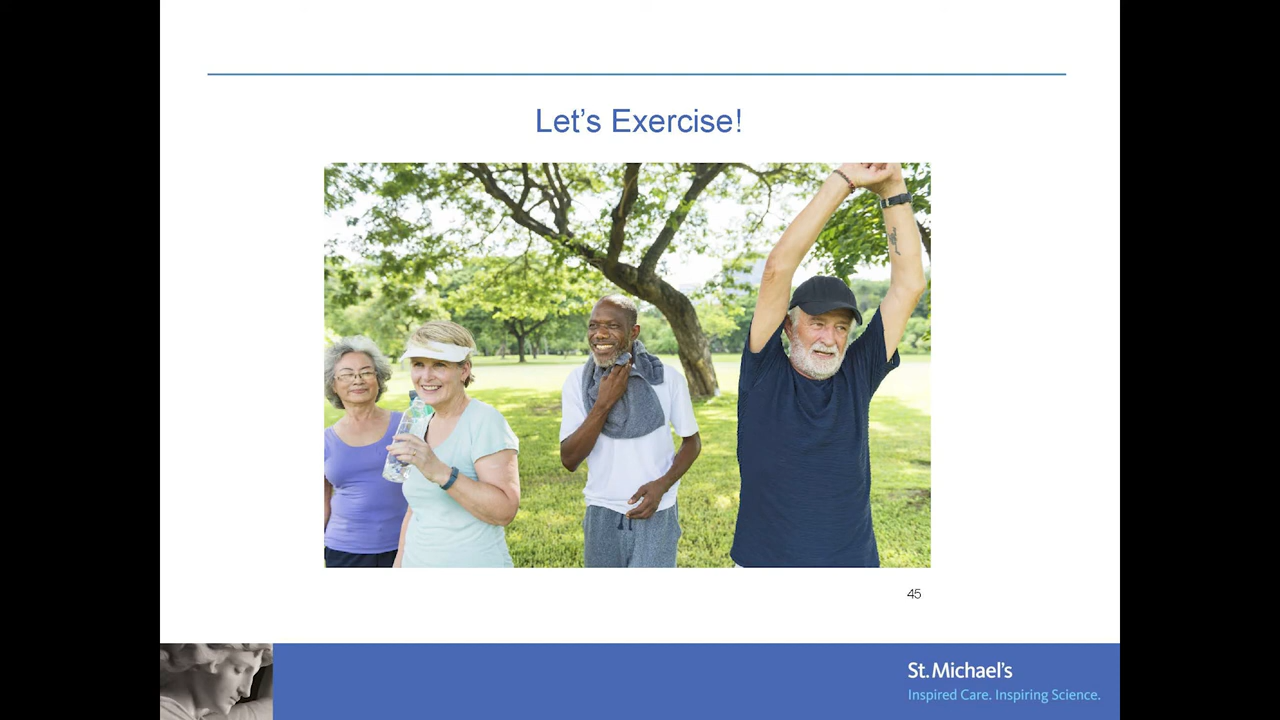 Let's Exercise!
45
St. Michael's
Inspired Care. Inspiring Science.